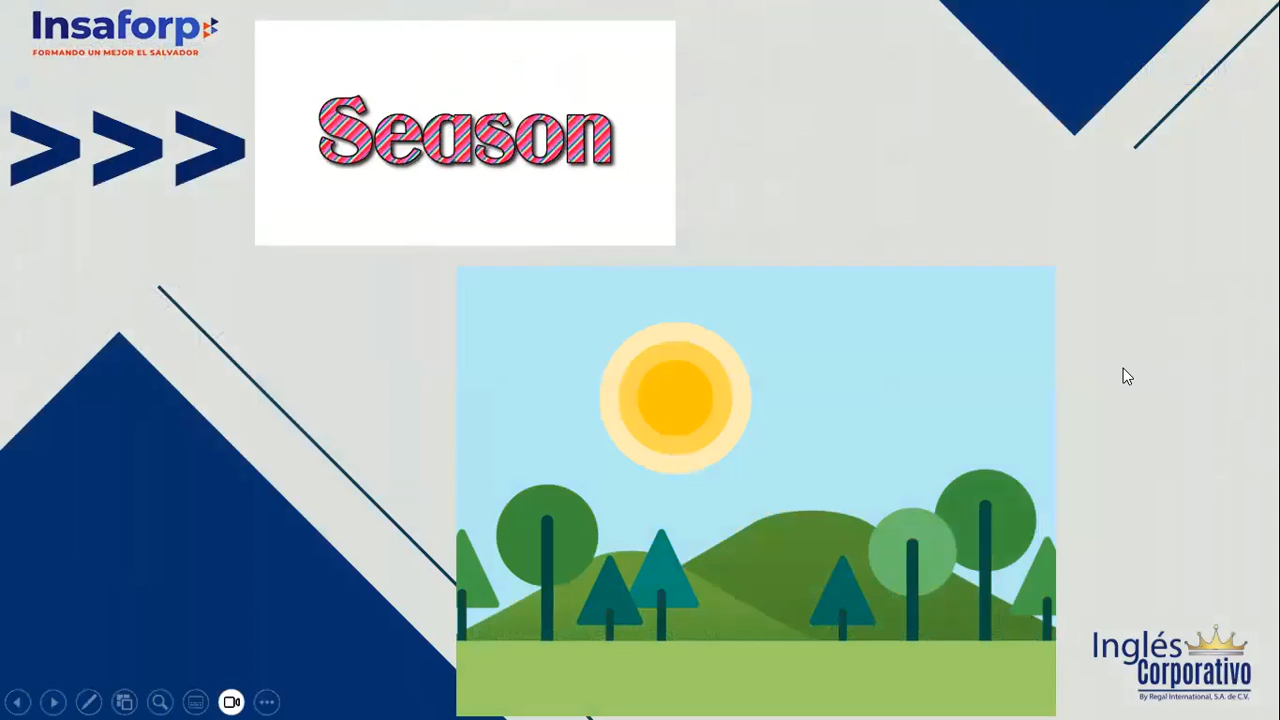 Insaforp
FORMANDO UN MEJOR EL SALVADOR
>>>
Season
Inglés
Corporativo
By Regal International, S.A. de C.V.